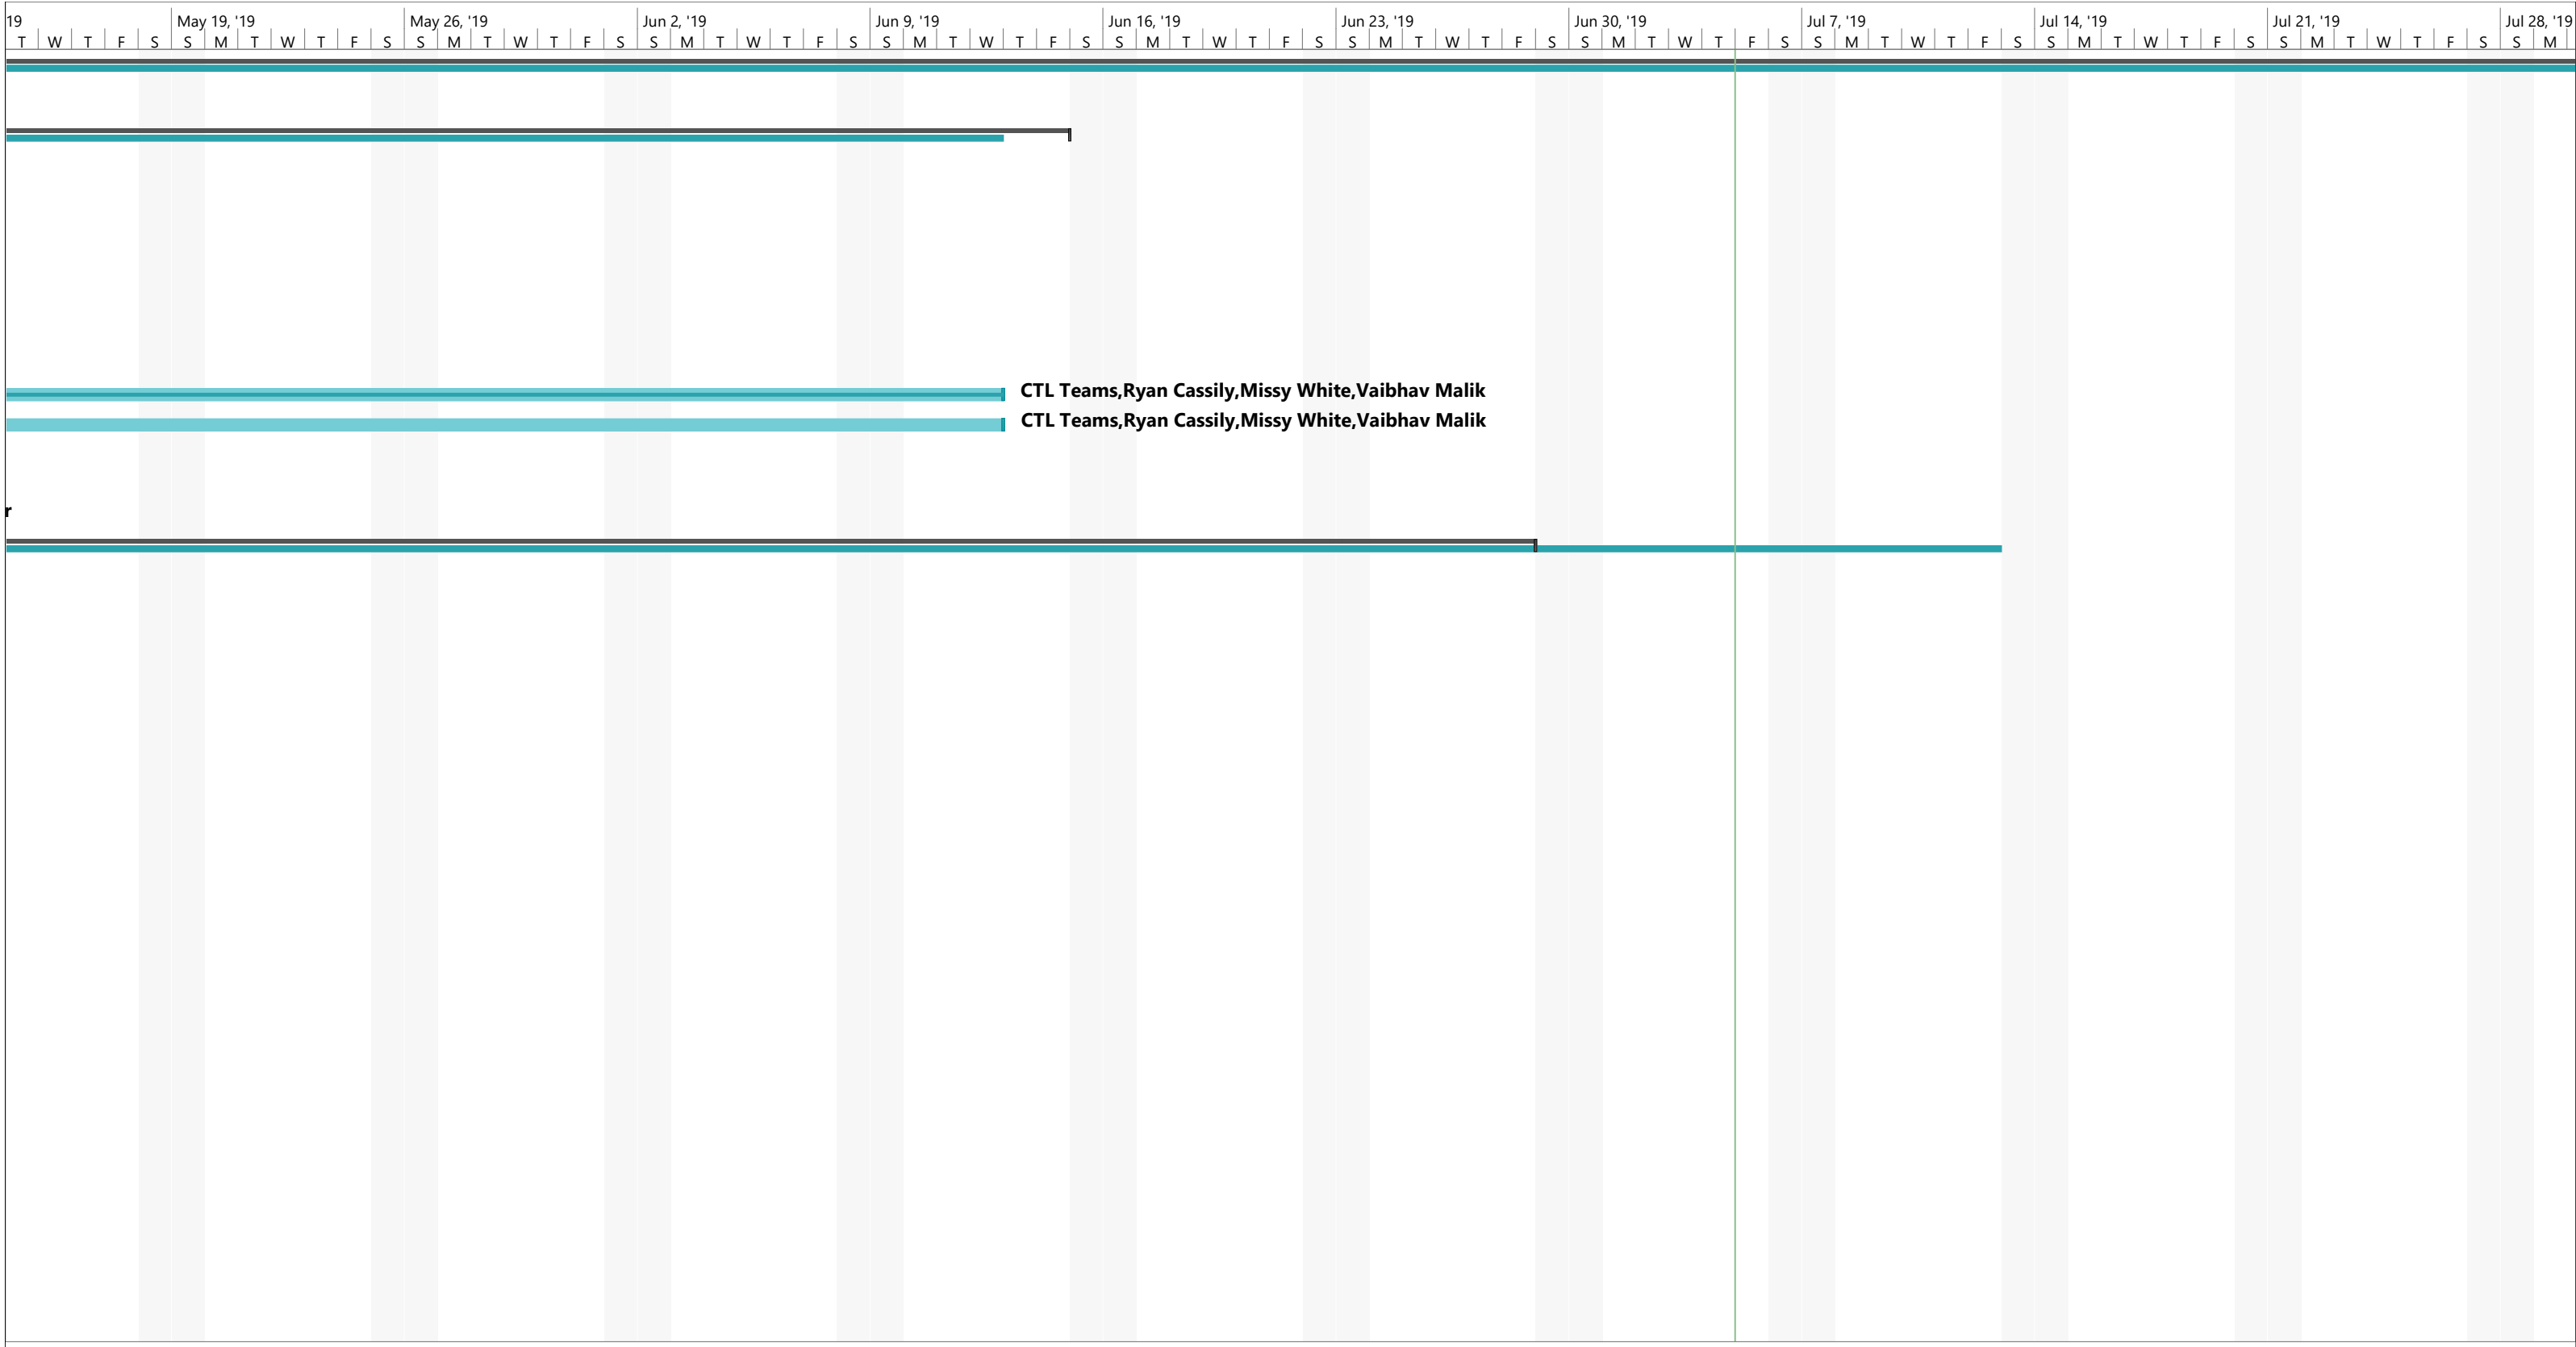 19 May 19, '19 May 26, '19 Jun 2, '19 Jun 9, '19 Jun 16, '19 Jun 23, '19 Jun 30, '19 Jul 7, '19 Jul 14, '19 Jul 21, '19 Jul 28, '19
T W T F S S M T W T F S S M T W T F S S M T W T F S S M T W T F S S M T W T F S S M T W T F S S M T W T F S S M T W T F S S M T W T F S S M T W T F S S M
CTL Teams,Ryan Cassily,Missy White,Vaibhav Malik
CTL Teams,Ryan Cassily,Missy White,Vaibhav Malik
r